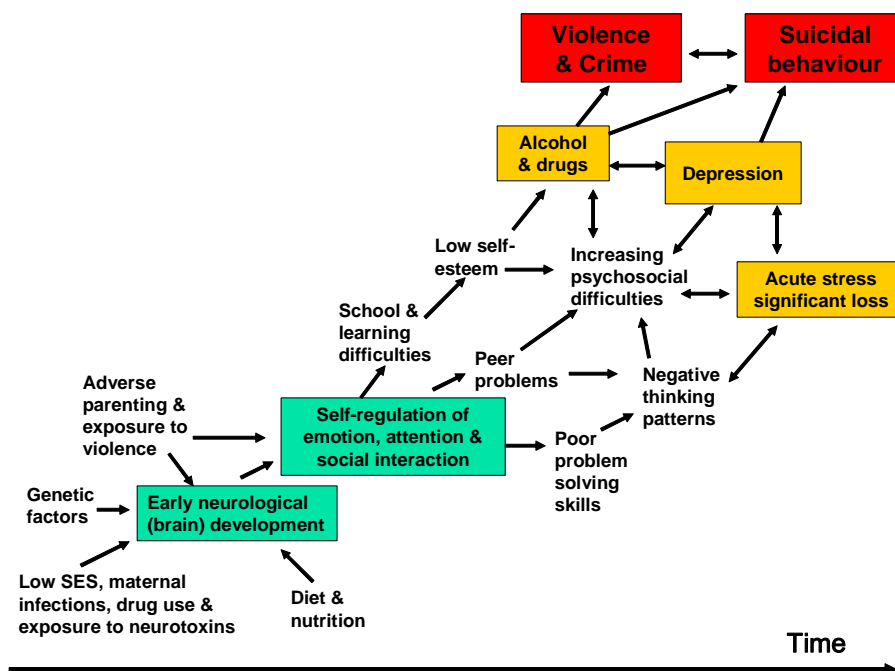 Violence
& Crime
Suicidal
behaviour
Alcohol
& drugs
Depression
Low self-
esteem
Increasing
psychosocial
difficulties
Acute stress
significant loss
School &
learning
difficulties
Peer
problems
Negative
thinking
patterns
Adverse
parenting &
exposure to
violence
Self-regulation of
emotion, attention &
social interaction
Poor
problem
solving
skills
Genetic
factors
Early neurological
(brain) development
Low SES, maternal
infections, drug use &
exposure to neurotoxins
Diet &
nutrition
Time